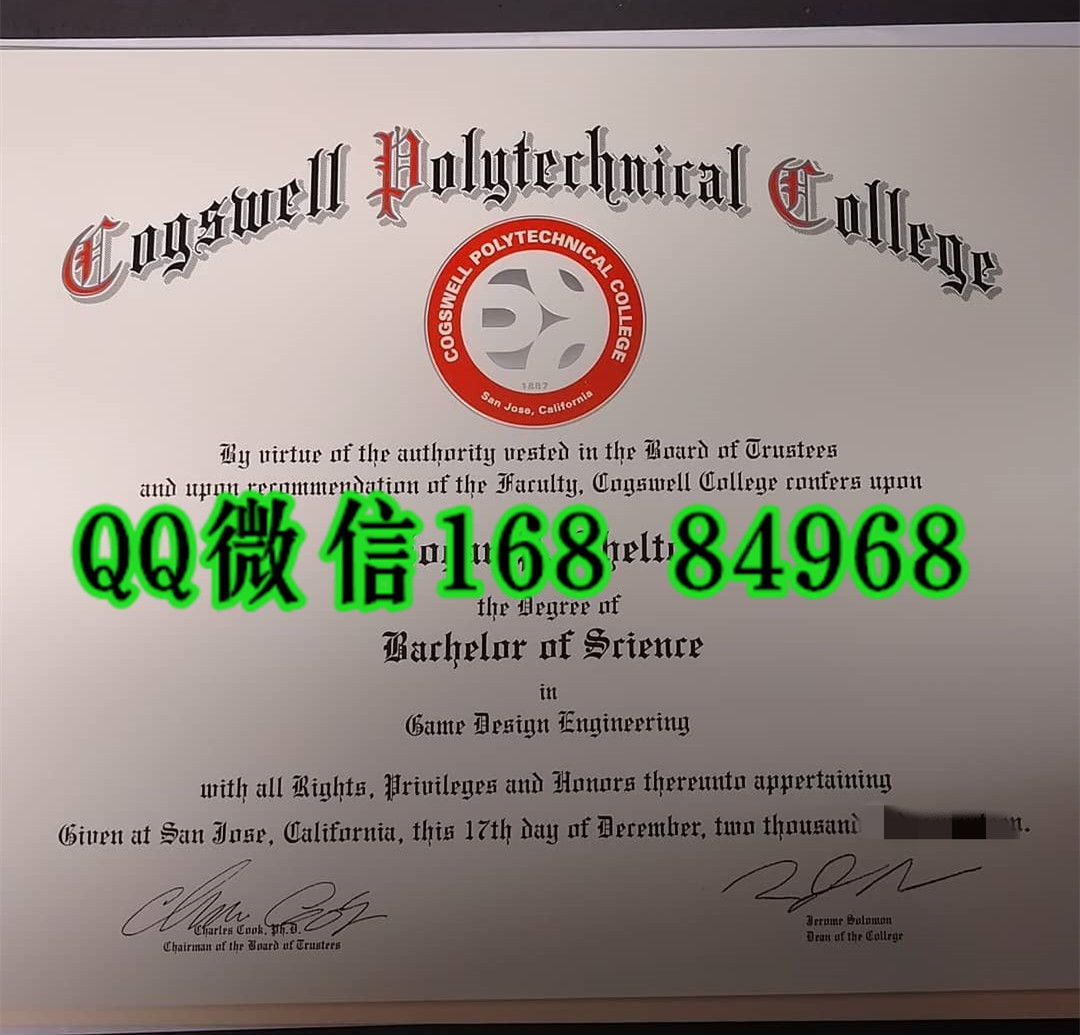 Cogswell Polytechnical College
COGSWELL POLYTECHNICAL COLLEGE
1887
San Jose, California
By virtue of the authority vested in the Board of Trustees
and upon recommendation of the Faculty, Cogswell College confers upon
QQ微信168 84968
the Degree of
Bachelor of Science
in
Game Design Engineering
with all Rights, Privileges and Honors thereunto appertaining
Given at San Jose, California, this 17th day of December, two thousand
Charles Cook, Ph.D.
Chairman of the Board of Trustees
Jerome Solomon
Dean of the College